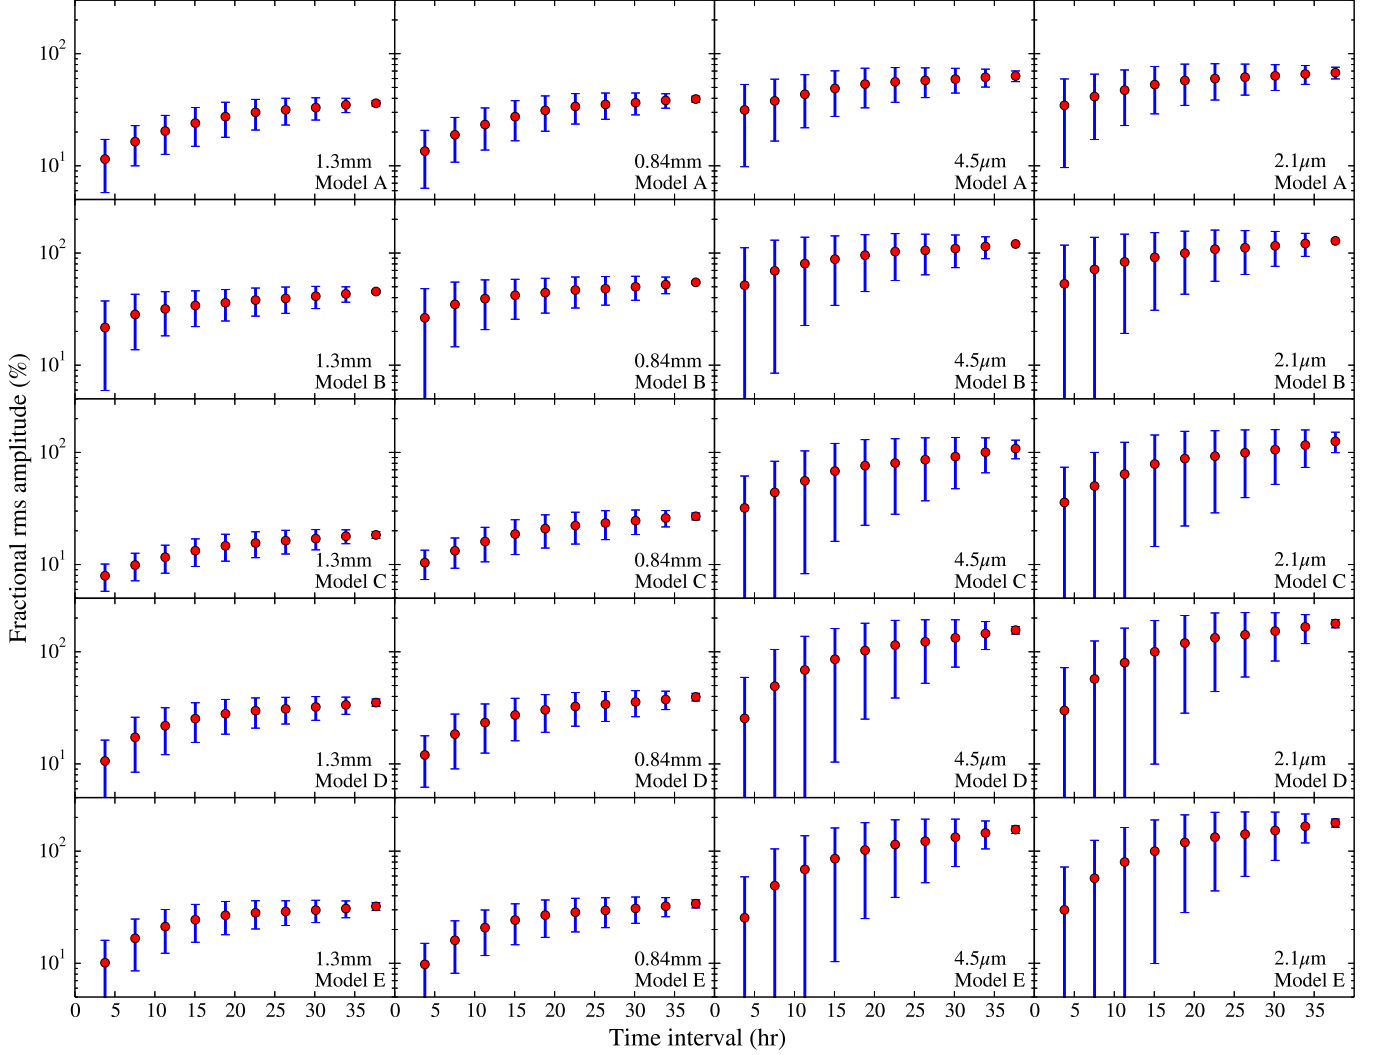 10² 10¹ 1.3mm 0.84mm 4.5μm 2.1μm
Model A Model A Model A Model A
10² 10¹ 1.3mm 0.84mm 4.5μm 2.1μm
Model B Model B Model B Model B
10² 10¹ 1.3mm 0.84mm 4.5μm 2.1μm
Model C Model C Model C Model C
10² 10¹ 1.3mm 0.84mm 4.5μm 2.1μm
Model D Model D Model D Model D
10² 10¹ 1.3mm 0.84mm 4.5μm 2.1μm
Model E Model E Model E Model E
Fractional rms amplitude (%)
0 5 10 15 20 25 30 35 0 5 10 15 20 25 30 35 0 5 10 15 20 25 30 35 0 5 10 15 20 25 30 35
Time interval (hr)